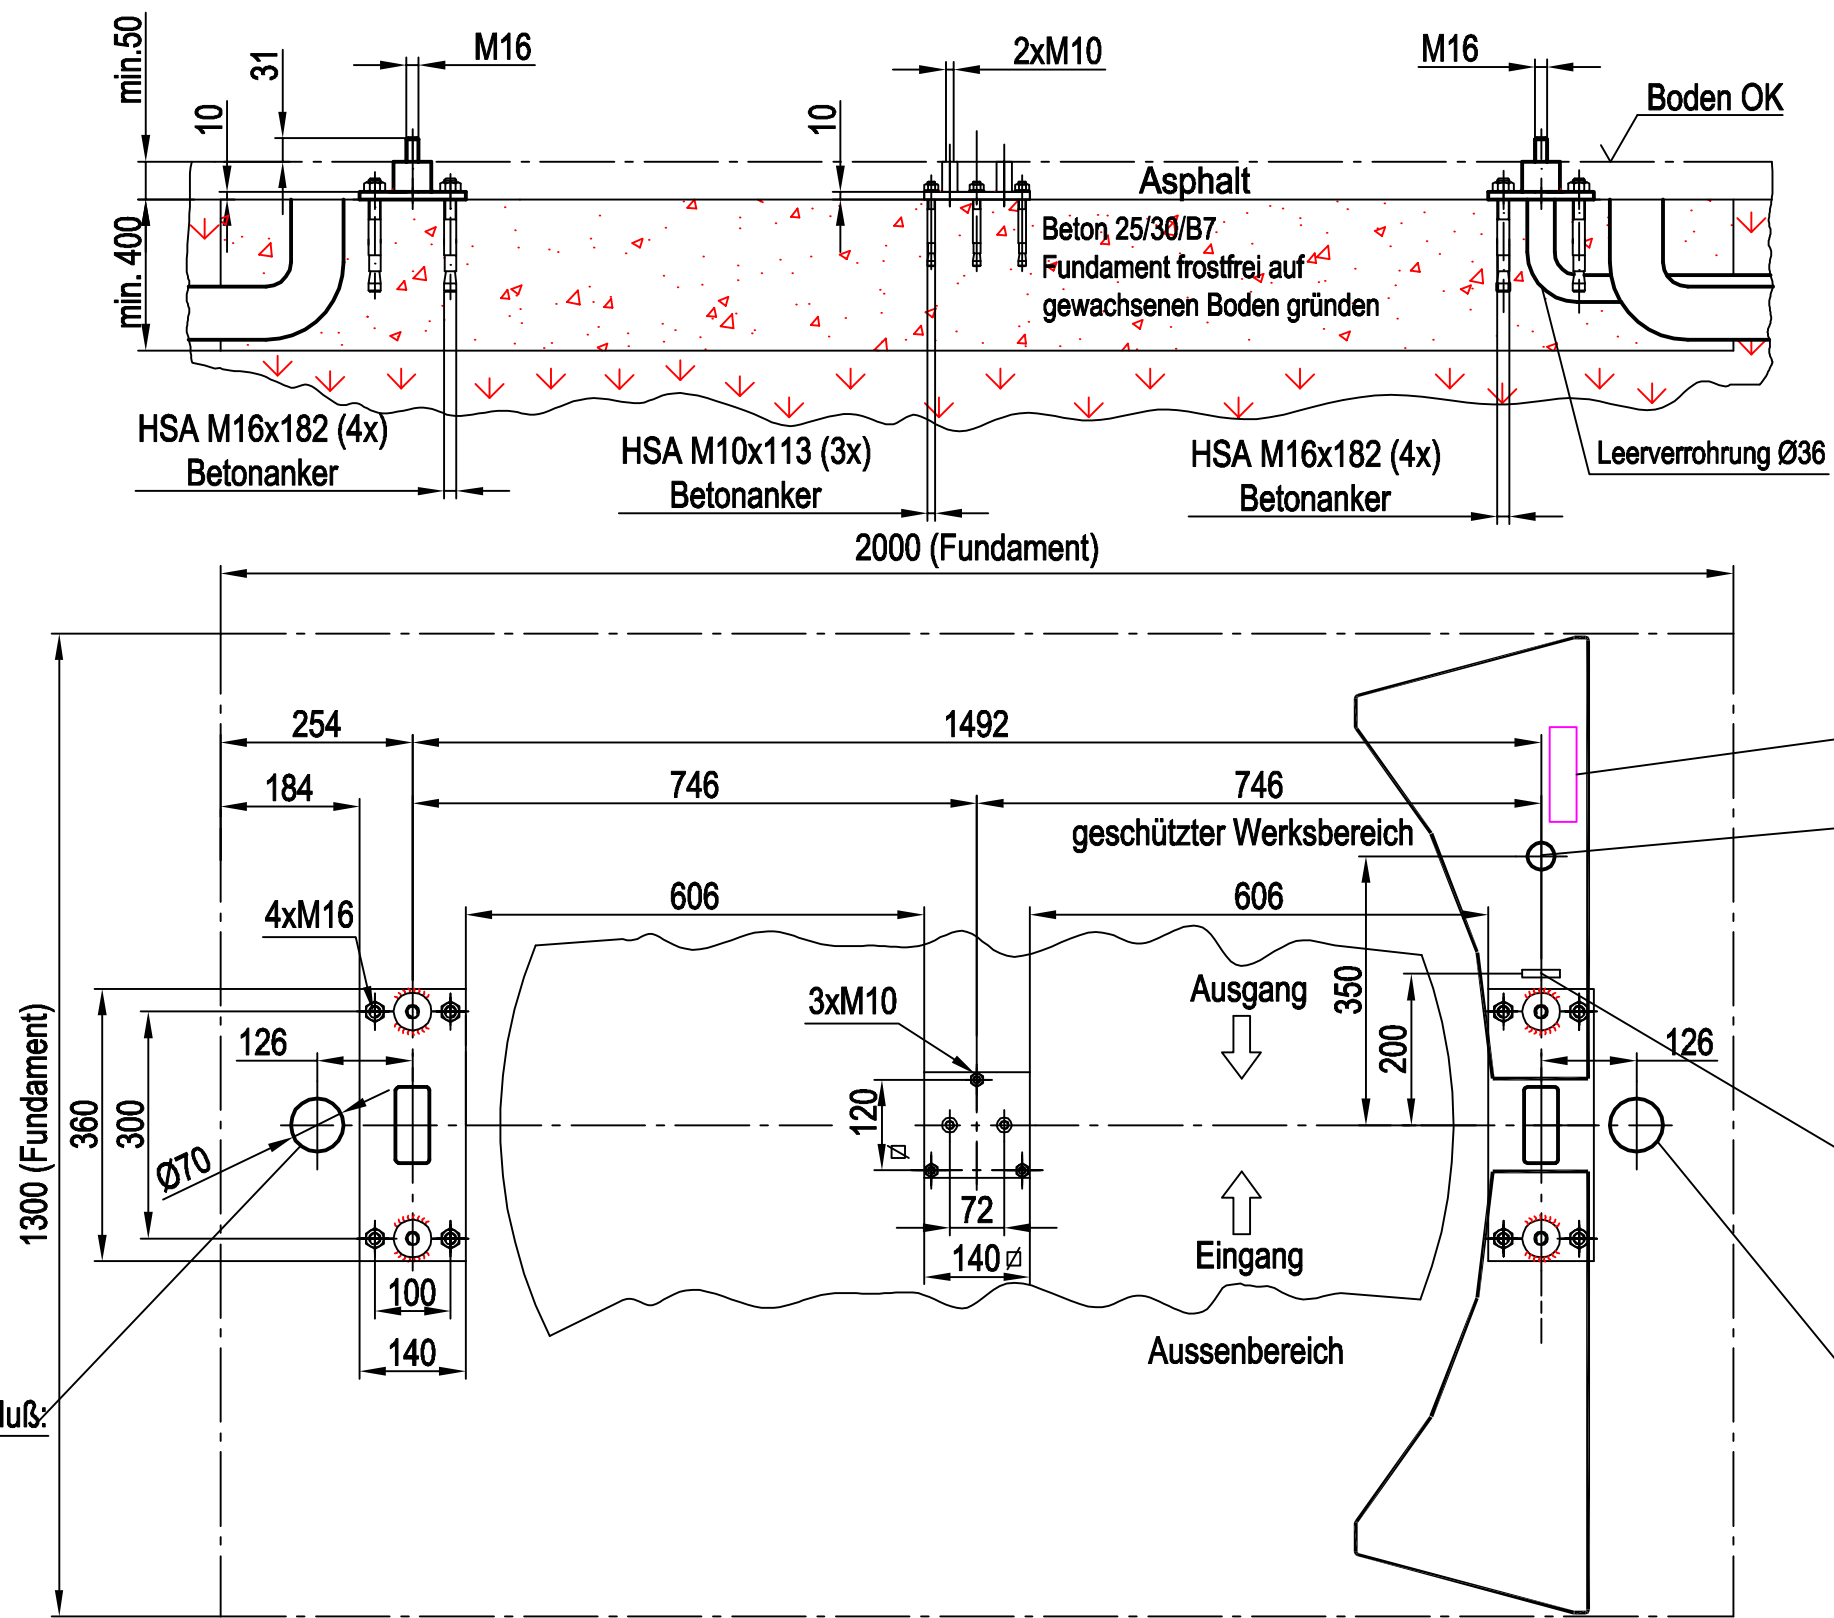 min.50
31
10
M16
2xM10
10
M16
Boden OK
Asphalt
min. 400
Beton 25/30/B7
Fundament frostfrei auf
gewachsenen Boden gründen
HSA M16x182 (4x)
Betonanker
HSA M10x113 (3x)
Betonanker
HSA M16x182 (4x)
Betonanker
Leerverrohrung Ø36
2000 (Fundament)
254
1492
184
746
746
geschützter Werksbereich
606
606
4xM16
350
Ausgang
3xM10
200
126
126
1300 (Fundament)
360
300
120
Ø70
72
140
Eingang
100
140
Aussenbereich
luß: